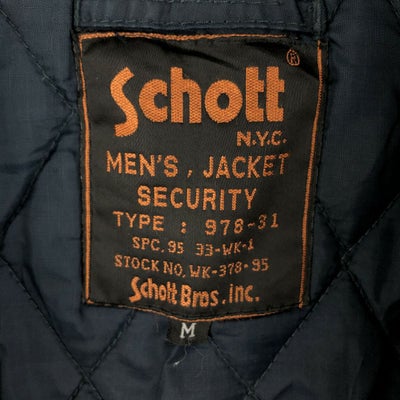 Schott ®
N.Y.C.
MEN'S, JACKET
SECURITY
TYPE : 978-31
SPC. 95 33-WK-1
STOCK NO. WK-378-95
Schott Bros. inc.
M